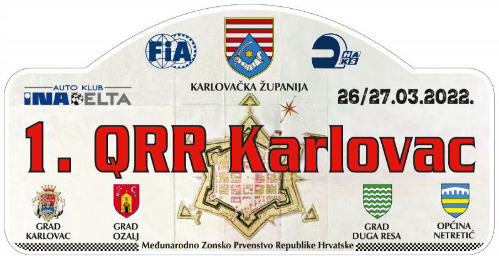 FiA
HAKS
KARLOVAČKA ŽUPANIJA
AUTO KLUB
INA DELTA
26/27.03.2022.
1. QRR Karlovac
GRAD
KARLOVAC
GRAD
OZALJ
GRAD
DUGA RESA
OPĆINA
NETRETIĆ
Međunarodno Zonsko Prvenstvo Republike Hrvatske